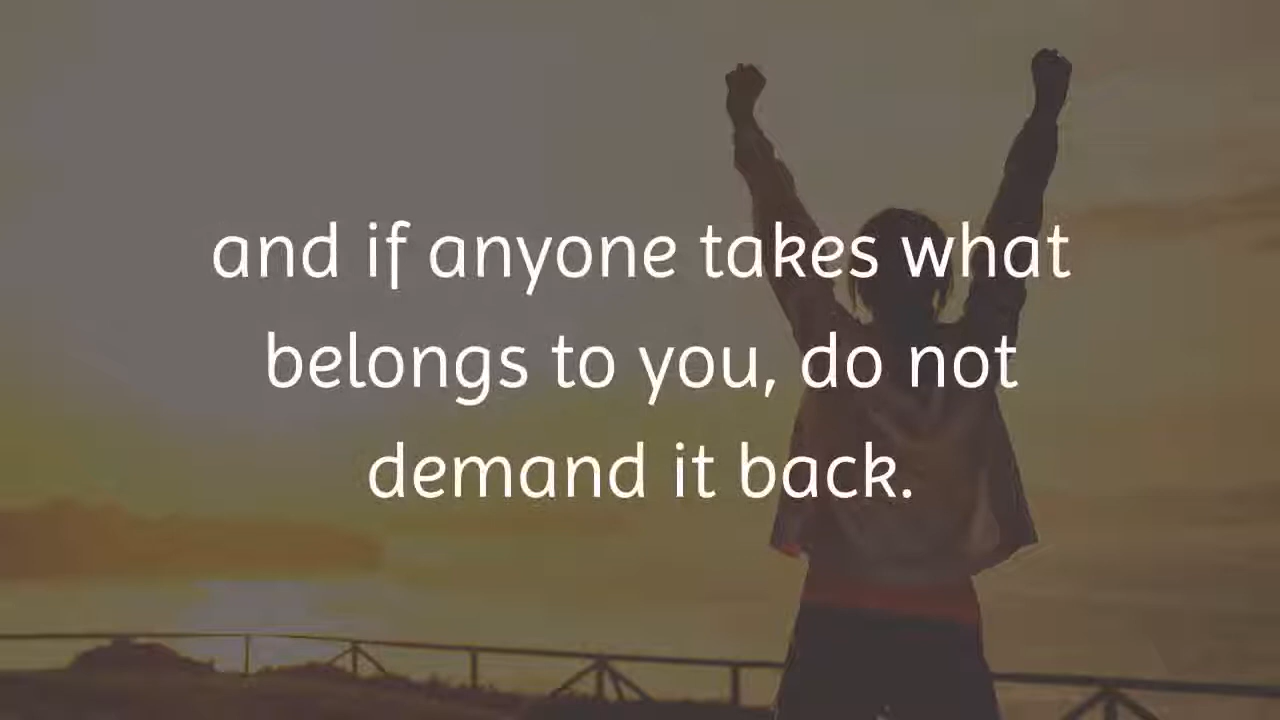 and if anyone takes what
belongs to you, do not
demand it back.